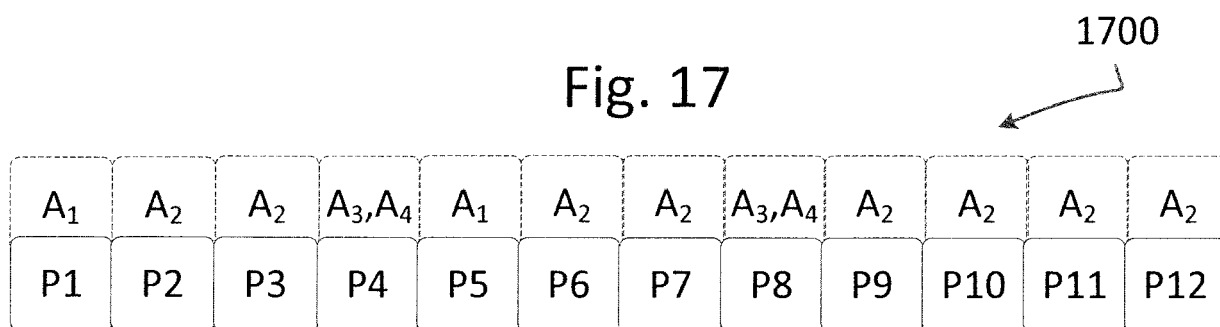 1700
Fig. 17
A₁ A₂ A₂ A₃,A₄ A₁ A₂ A₂ A₃,A₄ A₂ A₂ A₂ A₂
P1 P2 P3 P4 P5 P6 P7 P8 P9 P10 P11 P12